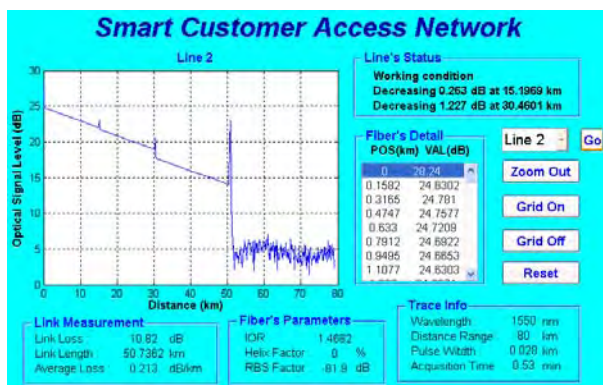 Smart Customer Access Network
Line 2
Optical Signal Level (dB)
30
25
20
15
10
5
0
0 10 20 30 40 50 60 70 80
Distance (km)
Line's Status
Working condition
Decreasing 0.263 dB at 15.1969 km
Decreasing 1.227 dB at 30.4601 km
Fiber's Detail
POS(km) VAL(dB)
0 28.24
0.1582 24.8302
0.3165 24.781
0.4747 24.7577
0.633 24.7209
0.7912 24.6922
0.9495 24.6653
1.1077 24.6303
Line 2
Go
Zoom Out
Grid On
Grid Off
Reset
Link Measurement
Link Loss 10.82 dB
Link Length 50.7362 km
Average Loss 0.213 dB/km
Fiber's Parameters
IOR 1.4682
Helix Factor 0 %
RBS Factor -81.9 dB
Trace Info
Wavelength 1550 nm
Distance Range 80 km
Pulse Witdth 0.028 km
Acquisition Time 0.53 min